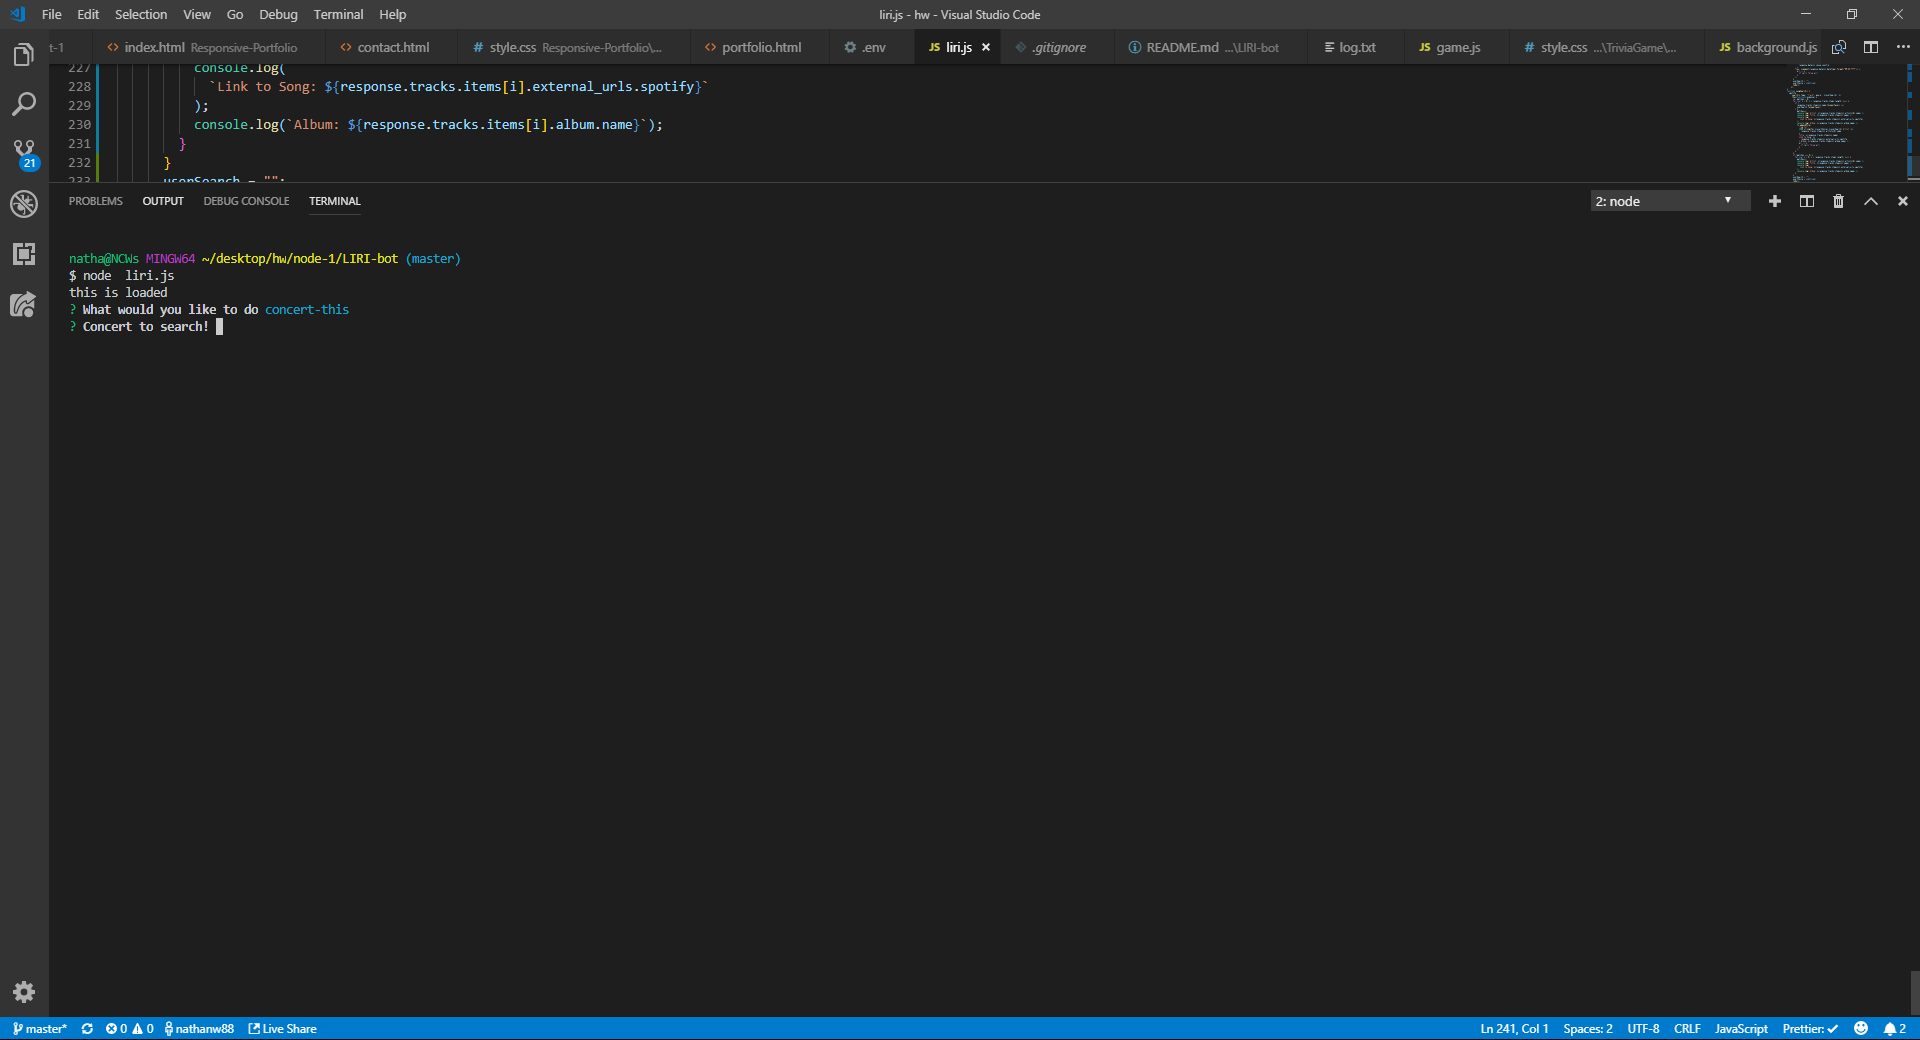 File Edit Selection View Go Debug Terminal Help liri.js - hw - Visual Studio Code
t-1 <> index.html Responsive-Portfolio <> contact.html # style.css Responsive-Portfolio\... <> portfolio.html .env JS liri.js × .gitignore README.md ...\LIRI-bot log.txt JS game.js # style.css ...\TriviaGame\... JS background.js
227 console.log(
228 `Link to Song: ${response.tracks.items[i].external_urls.spotify}`
229 );
230 console.log(`Album: ${response.tracks.items[i].album.name}`);
231 }
232 }
233 userSearch = "";
21
PROBLEMS OUTPUT DEBUG CONSOLE TERMINAL 2: node
natha@NCWs MINGW64 ~/desktop/hw/node-1/LIRI-bot (master)
$ node  liri.js
this is loaded
? What would you like to do concert-this
? Concert to search!
master* 0 0 nathanw88 Live Share Ln 241, Col 1 Spaces: 2 UTF-8 CRLF JavaScript Prettier: ✓ 2